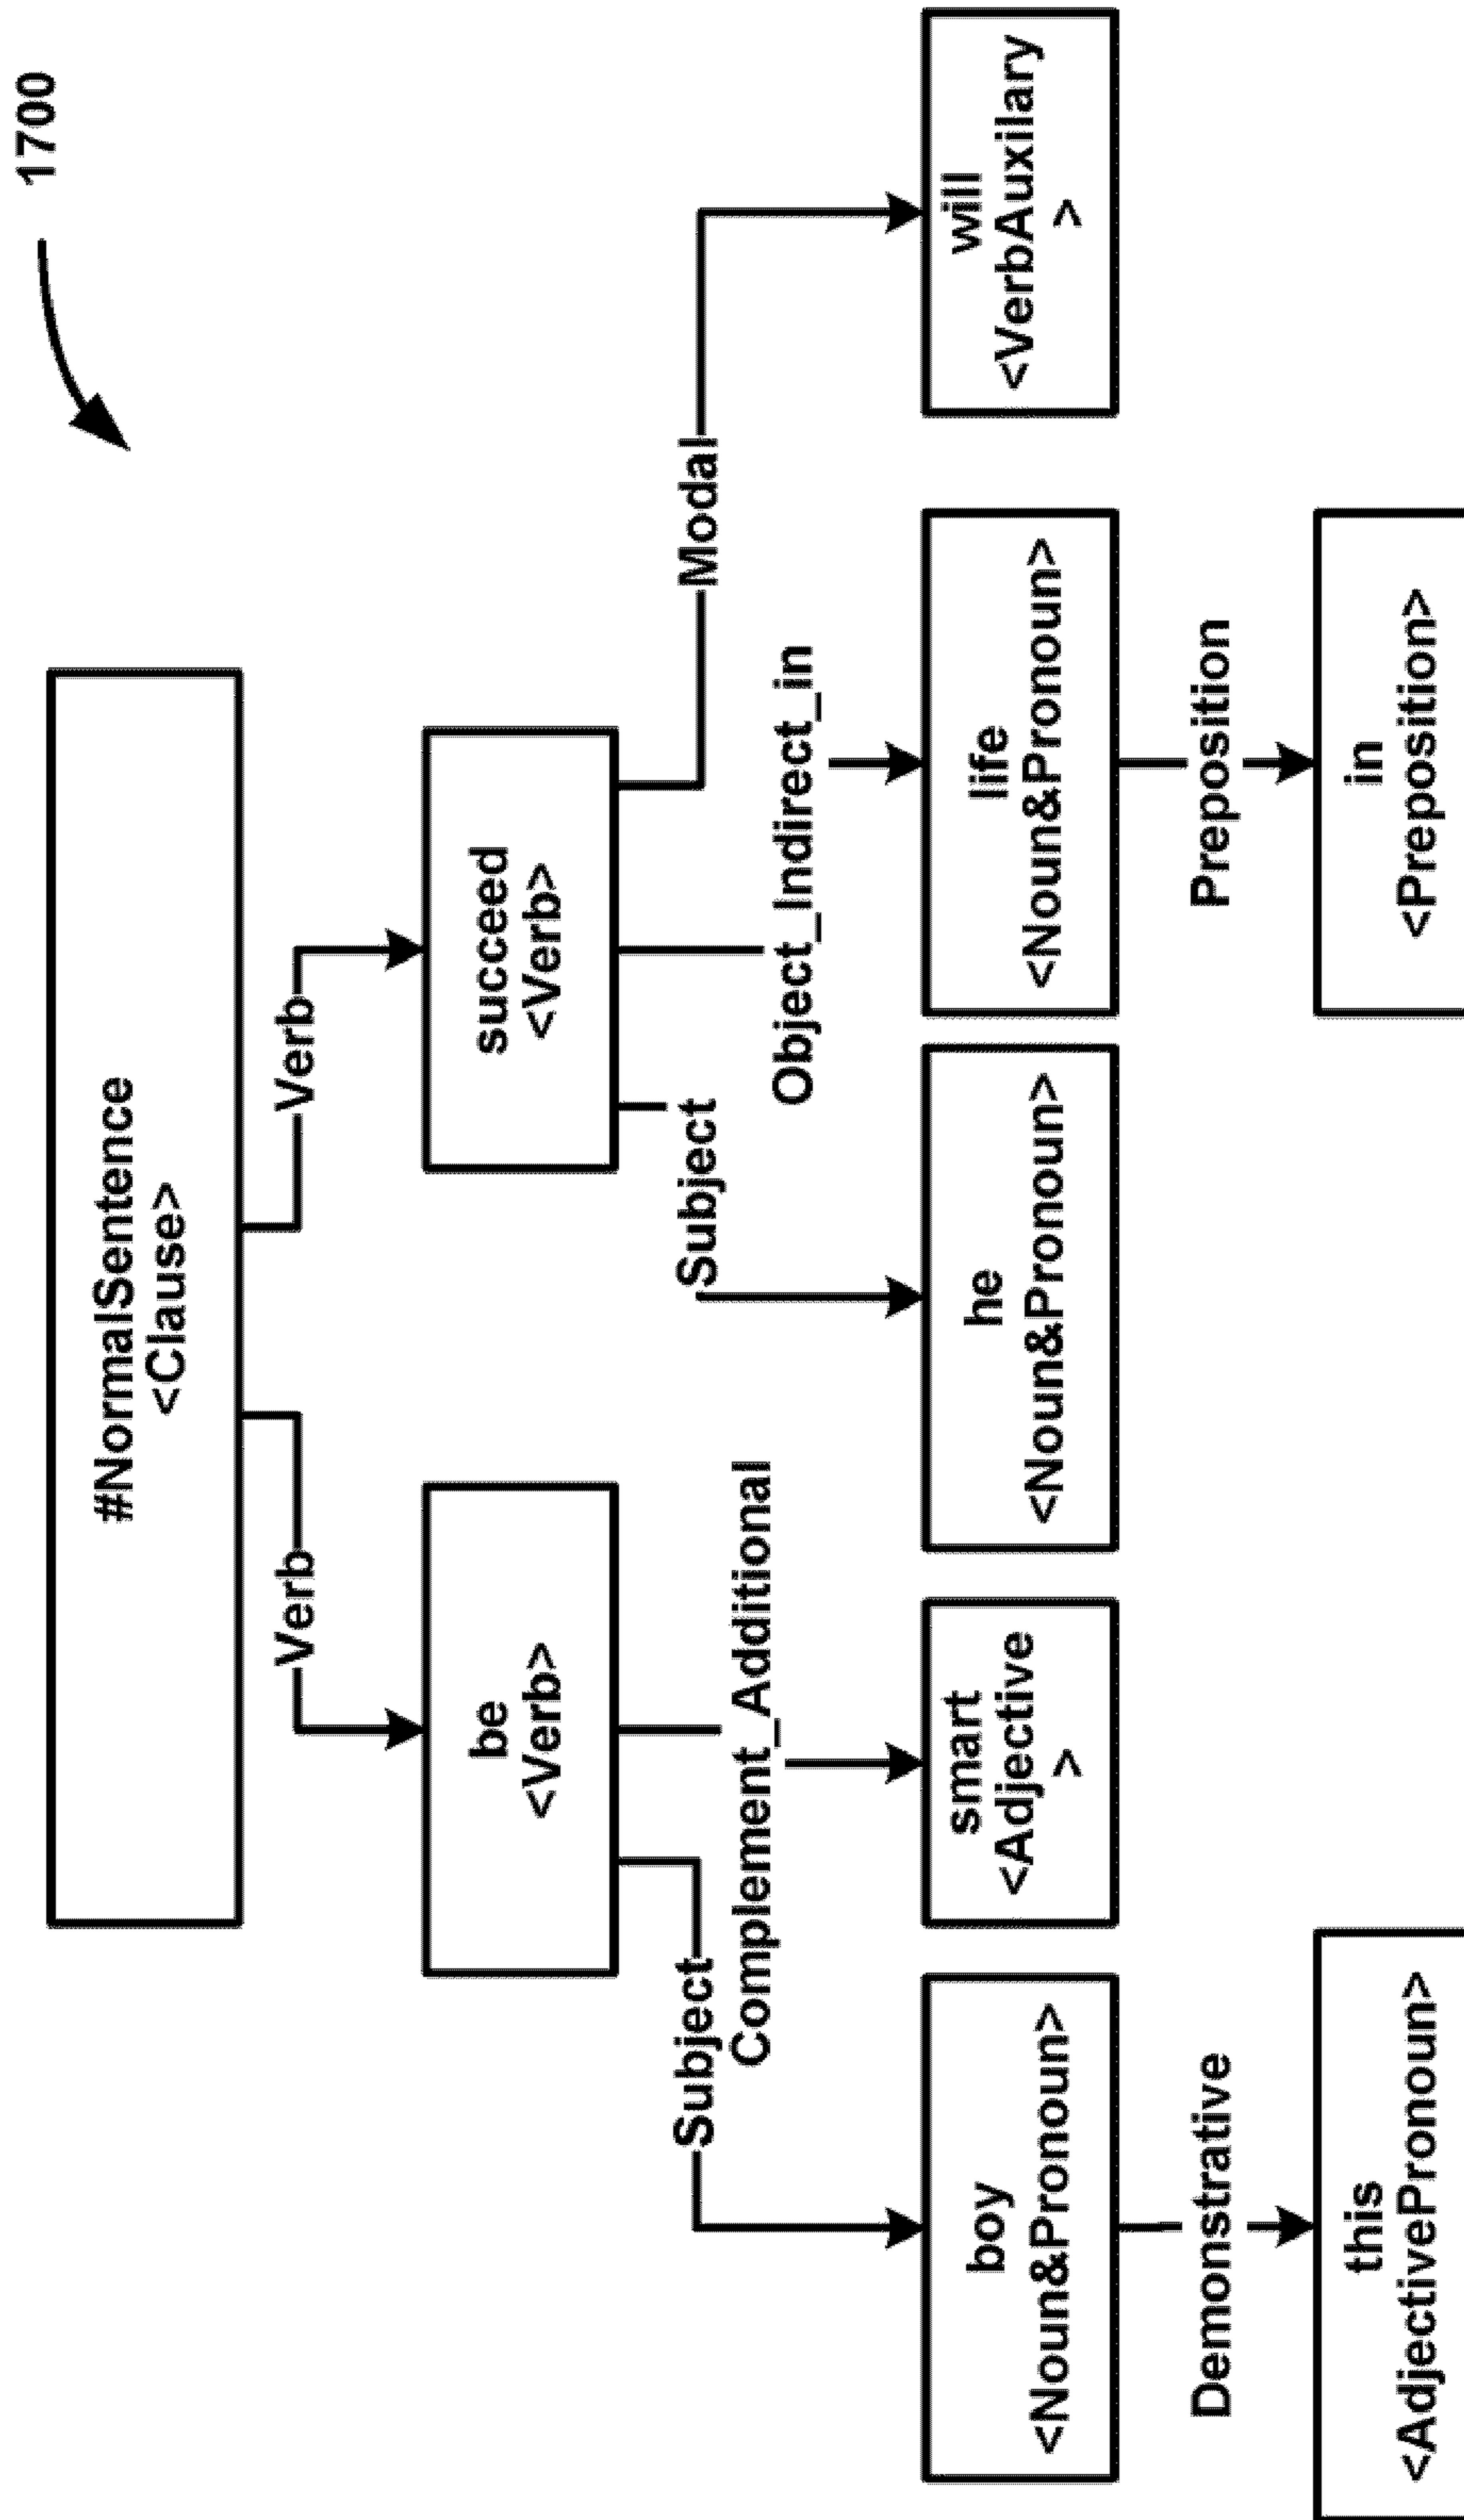 1700
#NormalSentence
<Clause>
Verb
Verb
be
<Verb>
succeed
<Verb>
Subject
Complement_Additional
Subject
Object_Indirect_in
Modal
boy
<Noun&Pronoun>
smart
<Adjective
>
he
<Noun&Pronoun>
life
<Noun&Pronoun>
will
<VerbAuxilary
>
Demonstrative
Preposition
this
<AdjectivePronoun>
in
<Preposition>